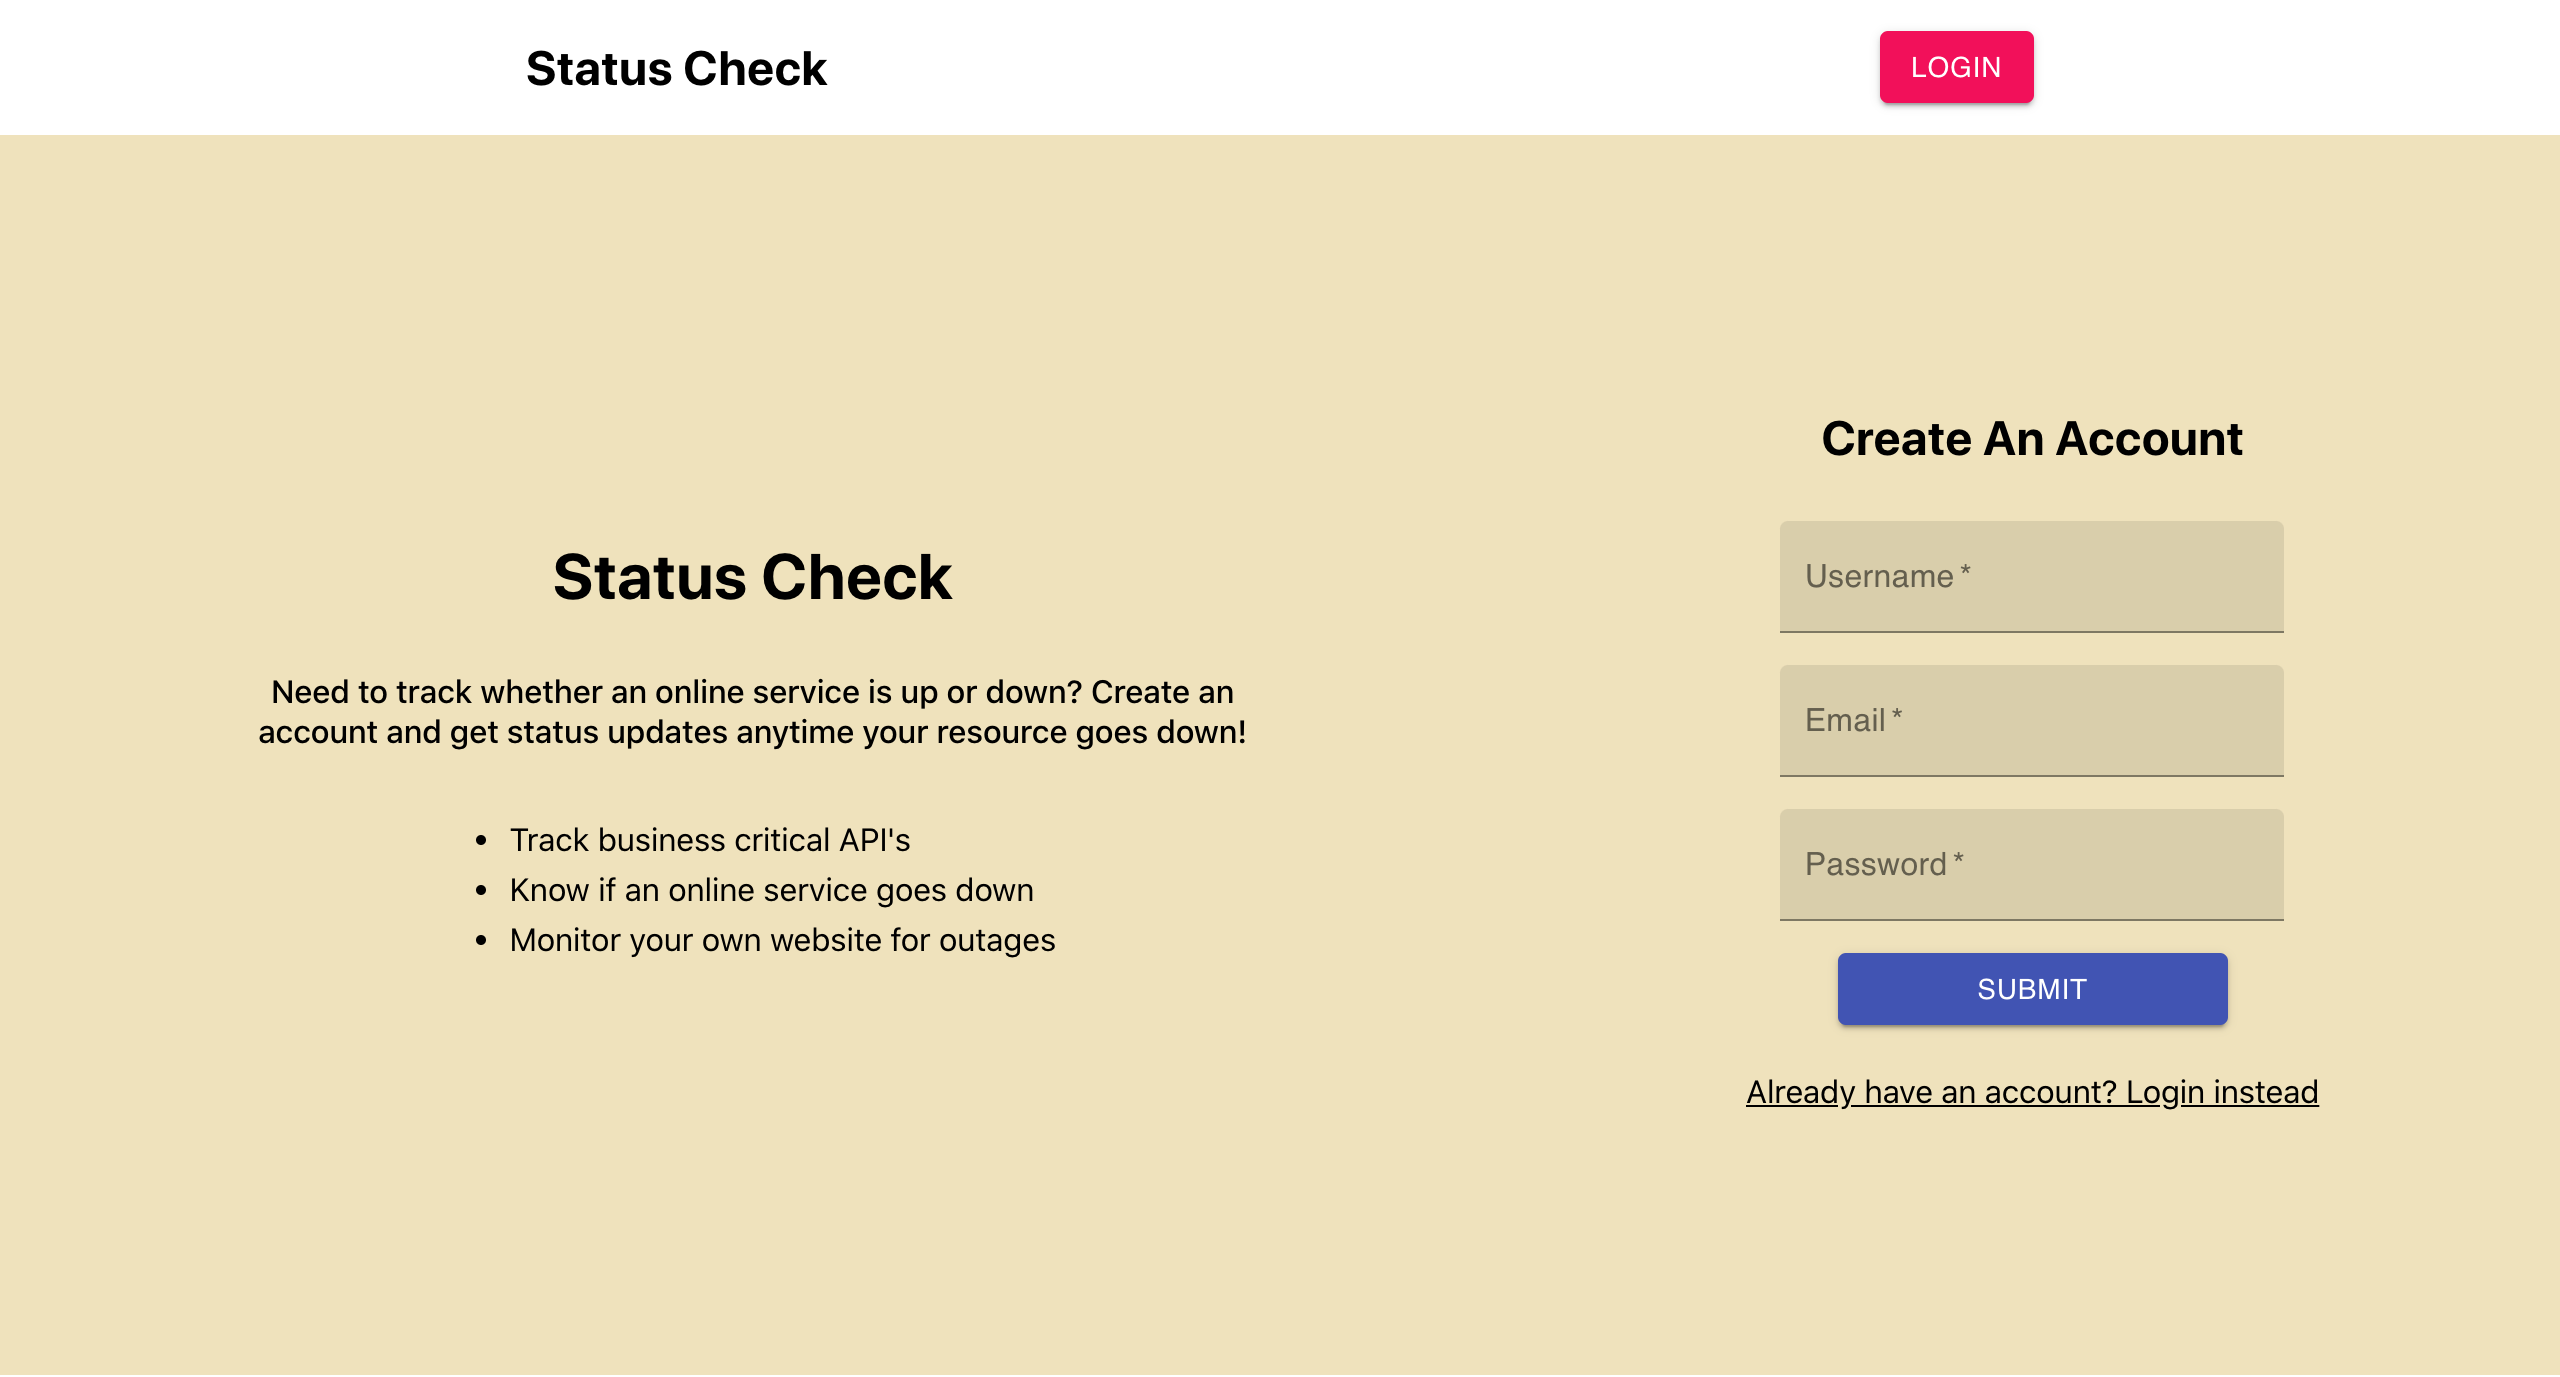 Status Check
LOGIN
Status Check
Need to track whether an online service is up or down? Create an
account and get status updates anytime your resource goes down!
• Track business critical API's
• Know if an online service goes down
• Monitor your own website for outages
Create An Account
Username *
Email *
Password *
SUBMIT
Already have an account? Login instead